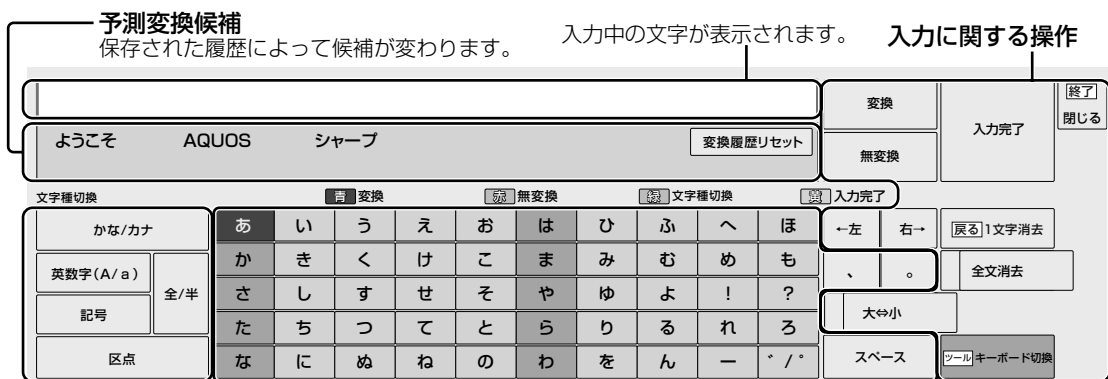 予測変換候補
保存された履歴によって候補が変わります。
入力中の文字が表示されます。
入力に関する操作
変換
入力完了
終了
閉じる
ようこそ AQUOS シャープ 変換履歴リセット
無変換
文字種切換 青 変換 赤 無変換 緑 文字種切換 黄 入力完了
かな/カナ あ い う え お は ひ ふ へ ほ ←左 右→ 戻る 1文字消去
英数字(A/a) か き く け こ ま み む め も 、 。 全文消去
全/半 さ し す せ そ や ゆ よ ! ?
記号 た ち つ て と ら り る れ ろ 大⇔小
区点 な に ぬ ね の わ を ん ー ゛/゜ スペース ツール キーボード切換